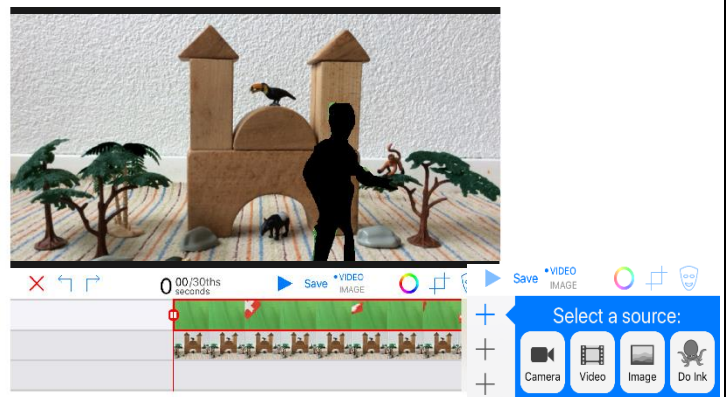 0 00/30ths
seconds
Save
VIDEO
IMAGE
Save
VIDEO
IMAGE
Select a source:
Camera
Video
Image
Do Ink